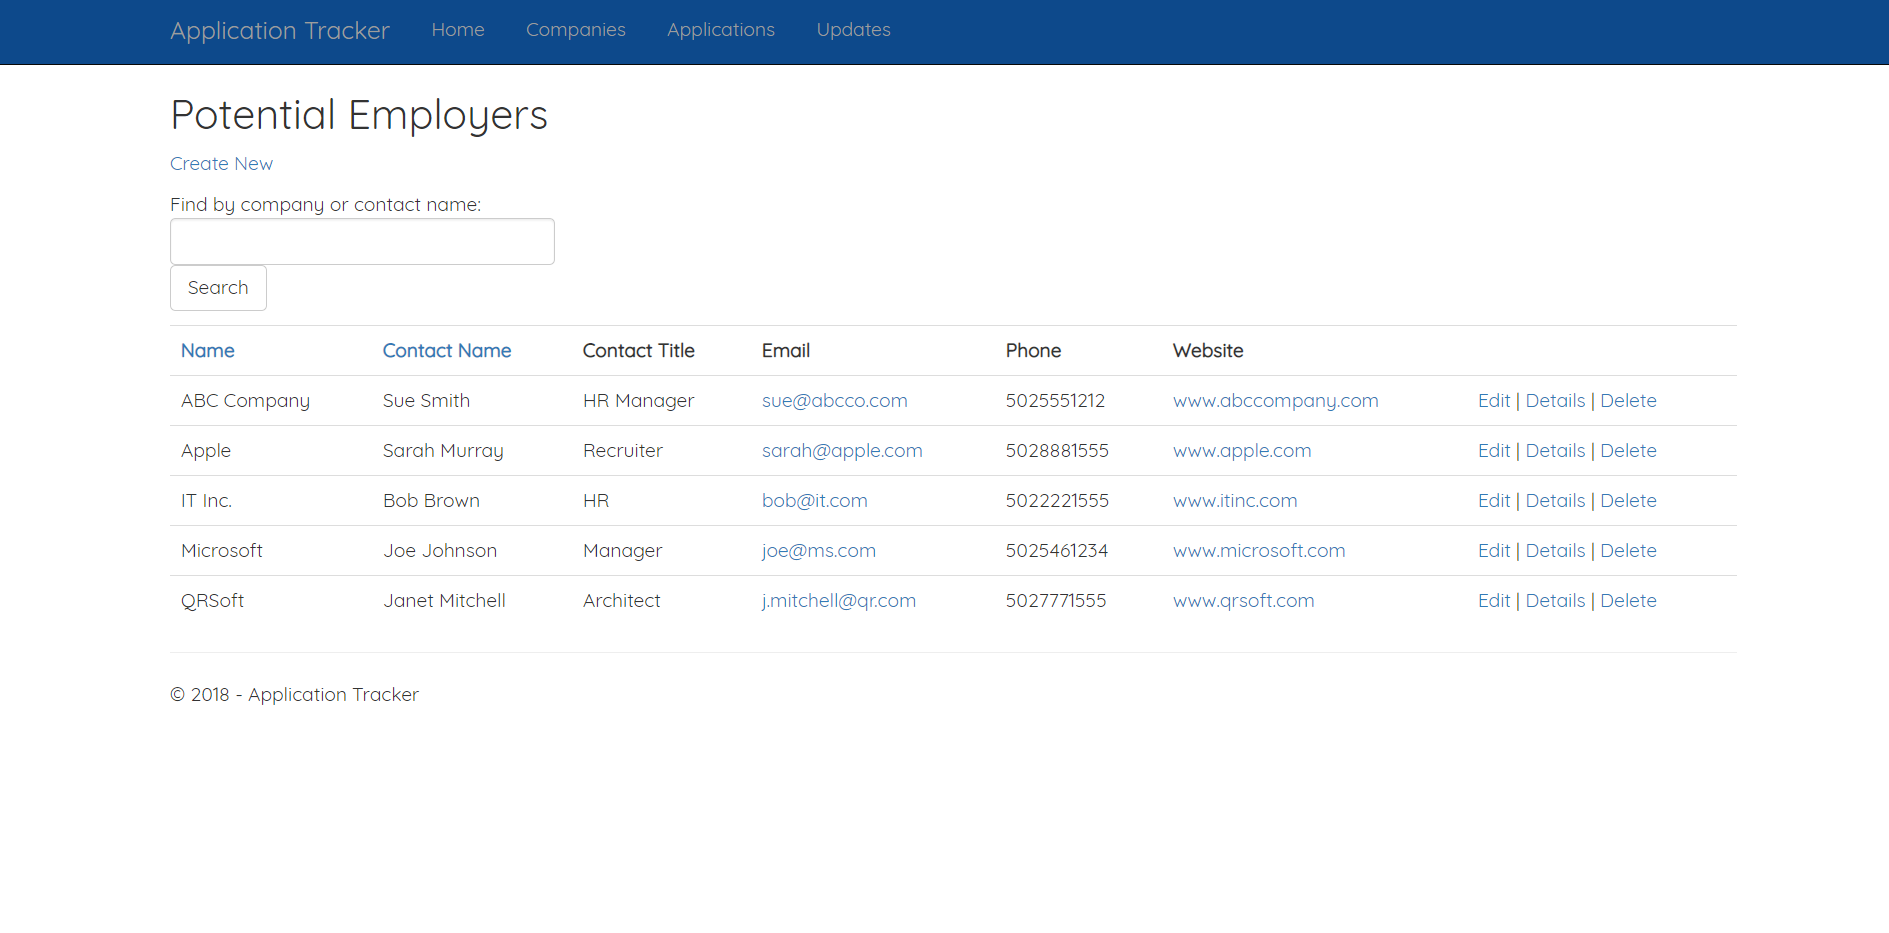 Application Tracker Home Companies Applications Updates
Potential Employers
Create New
Find by company or contact name:
Search
Name Contact Name Contact Title Email Phone Website
ABC Company Sue Smith HR Manager sue@abcco.com 5025551212 www.abccompany.com Edit | Details | Delete
Apple Sarah Murray Recruiter sarah@apple.com 5028881555 www.apple.com Edit | Details | Delete
IT Inc. Bob Brown HR bob@it.com 5022221555 www.itinc.com Edit | Details | Delete
Microsoft Joe Johnson Manager joe@ms.com 5025461234 www.microsoft.com Edit | Details | Delete
QRSoft Janet Mitchell Architect j.mitchell@qr.com 5027771555 www.qrsoft.com Edit | Details | Delete
© 2018 - Application Tracker